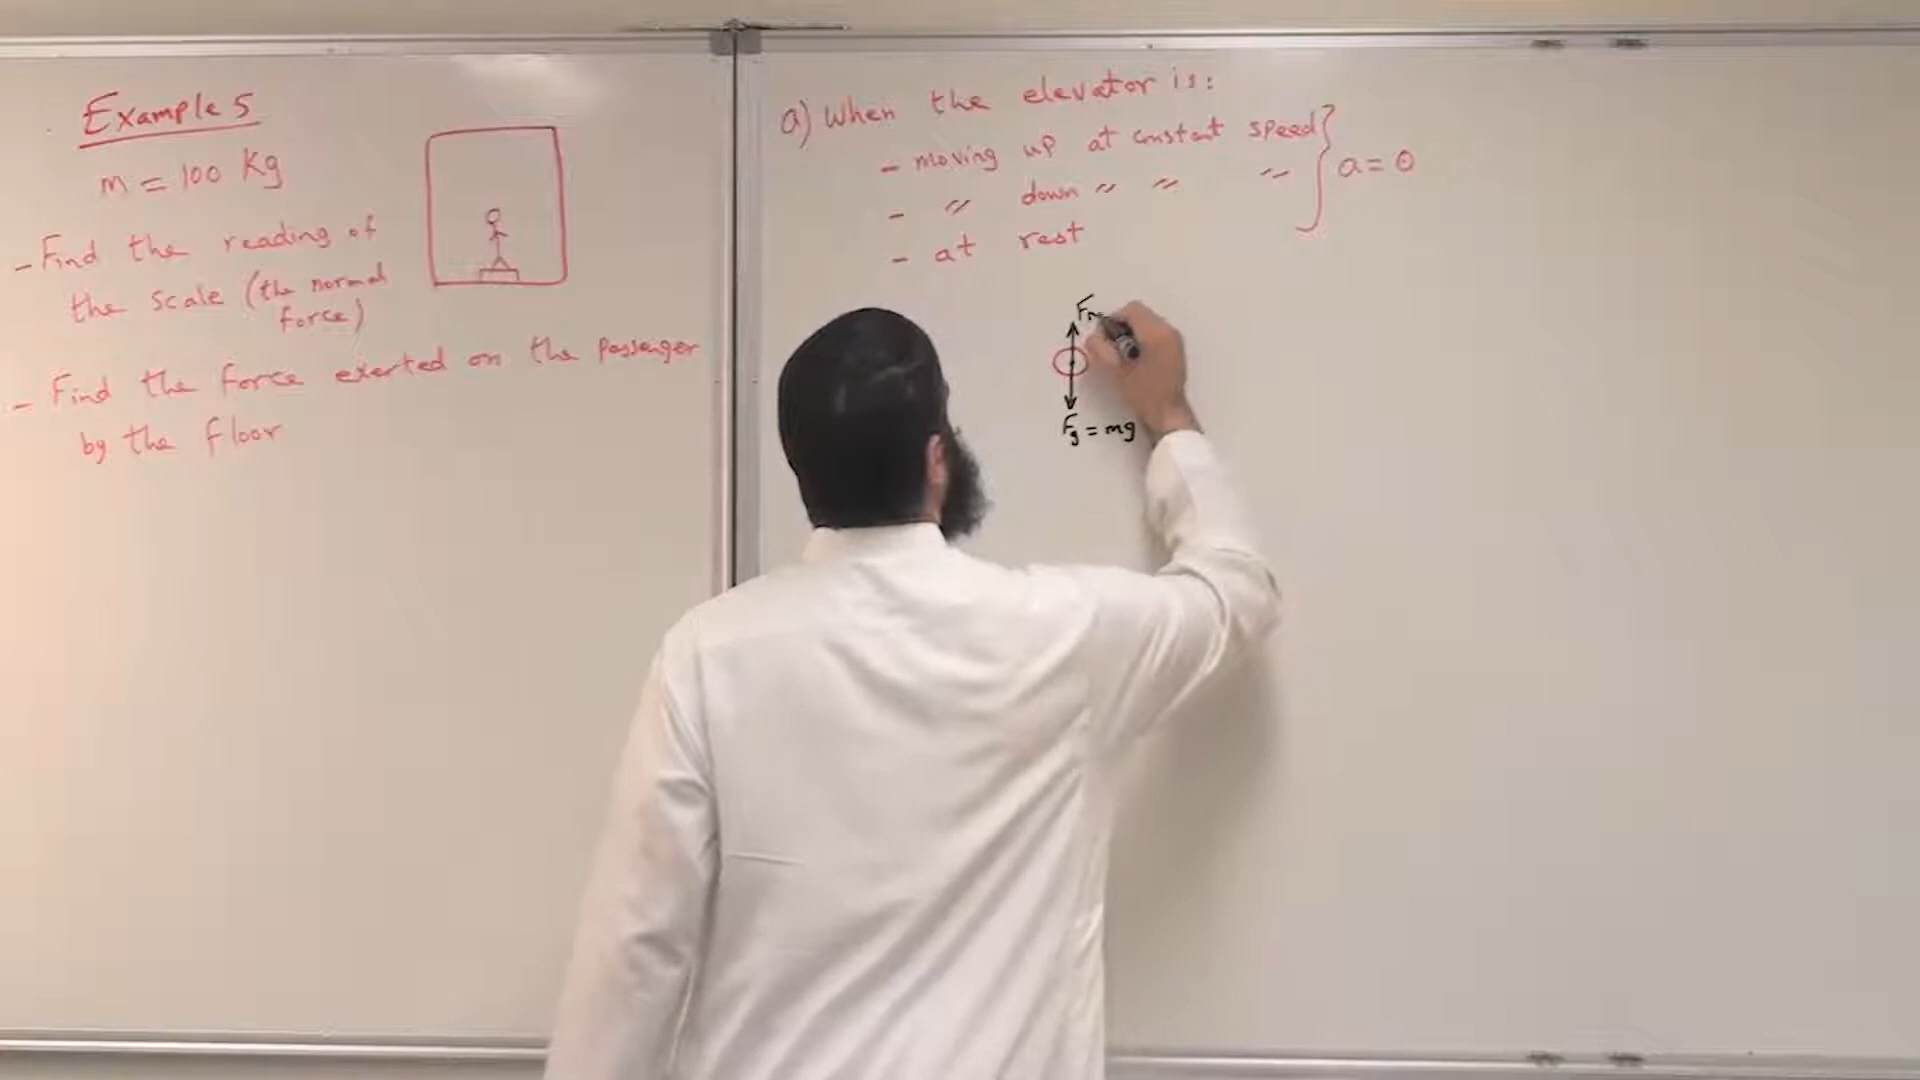 Example 5
m = 100 Kg
- Find the reading of
the scale (the normal
force)
- Find the force exerted on the passenger
by the floor
a) When the elevator is:
- moving up at constant speed
- 〃 down 〃 〃 〃
- at rest
} a = 0
Fg = mg